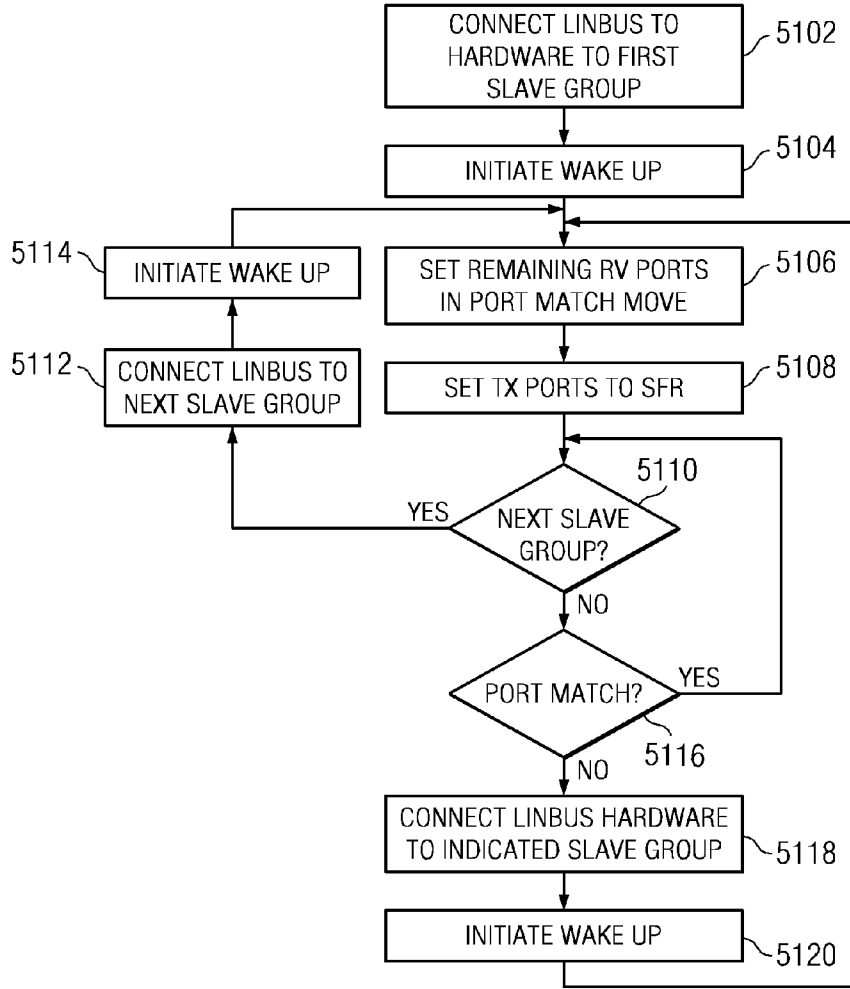 CONNECT LINBUS TO
HARDWARE TO FIRST
SLAVE GROUP
5102
INITIATE WAKE UP
5104
5114
INITIATE WAKE UP
SET REMAINING RV PORTS
IN PORT MATCH MOVE
5106
5112
CONNECT LINBUS TO
NEXT SLAVE GROUP
SET TX PORTS TO SFR
5108
5110
YES
NEXT SLAVE
GROUP?
NO
PORT MATCH?
YES
5116
NO
CONNECT LINBUS HARDWARE
TO INDICATED SLAVE GROUP
5118
INITIATE WAKE UP
5120